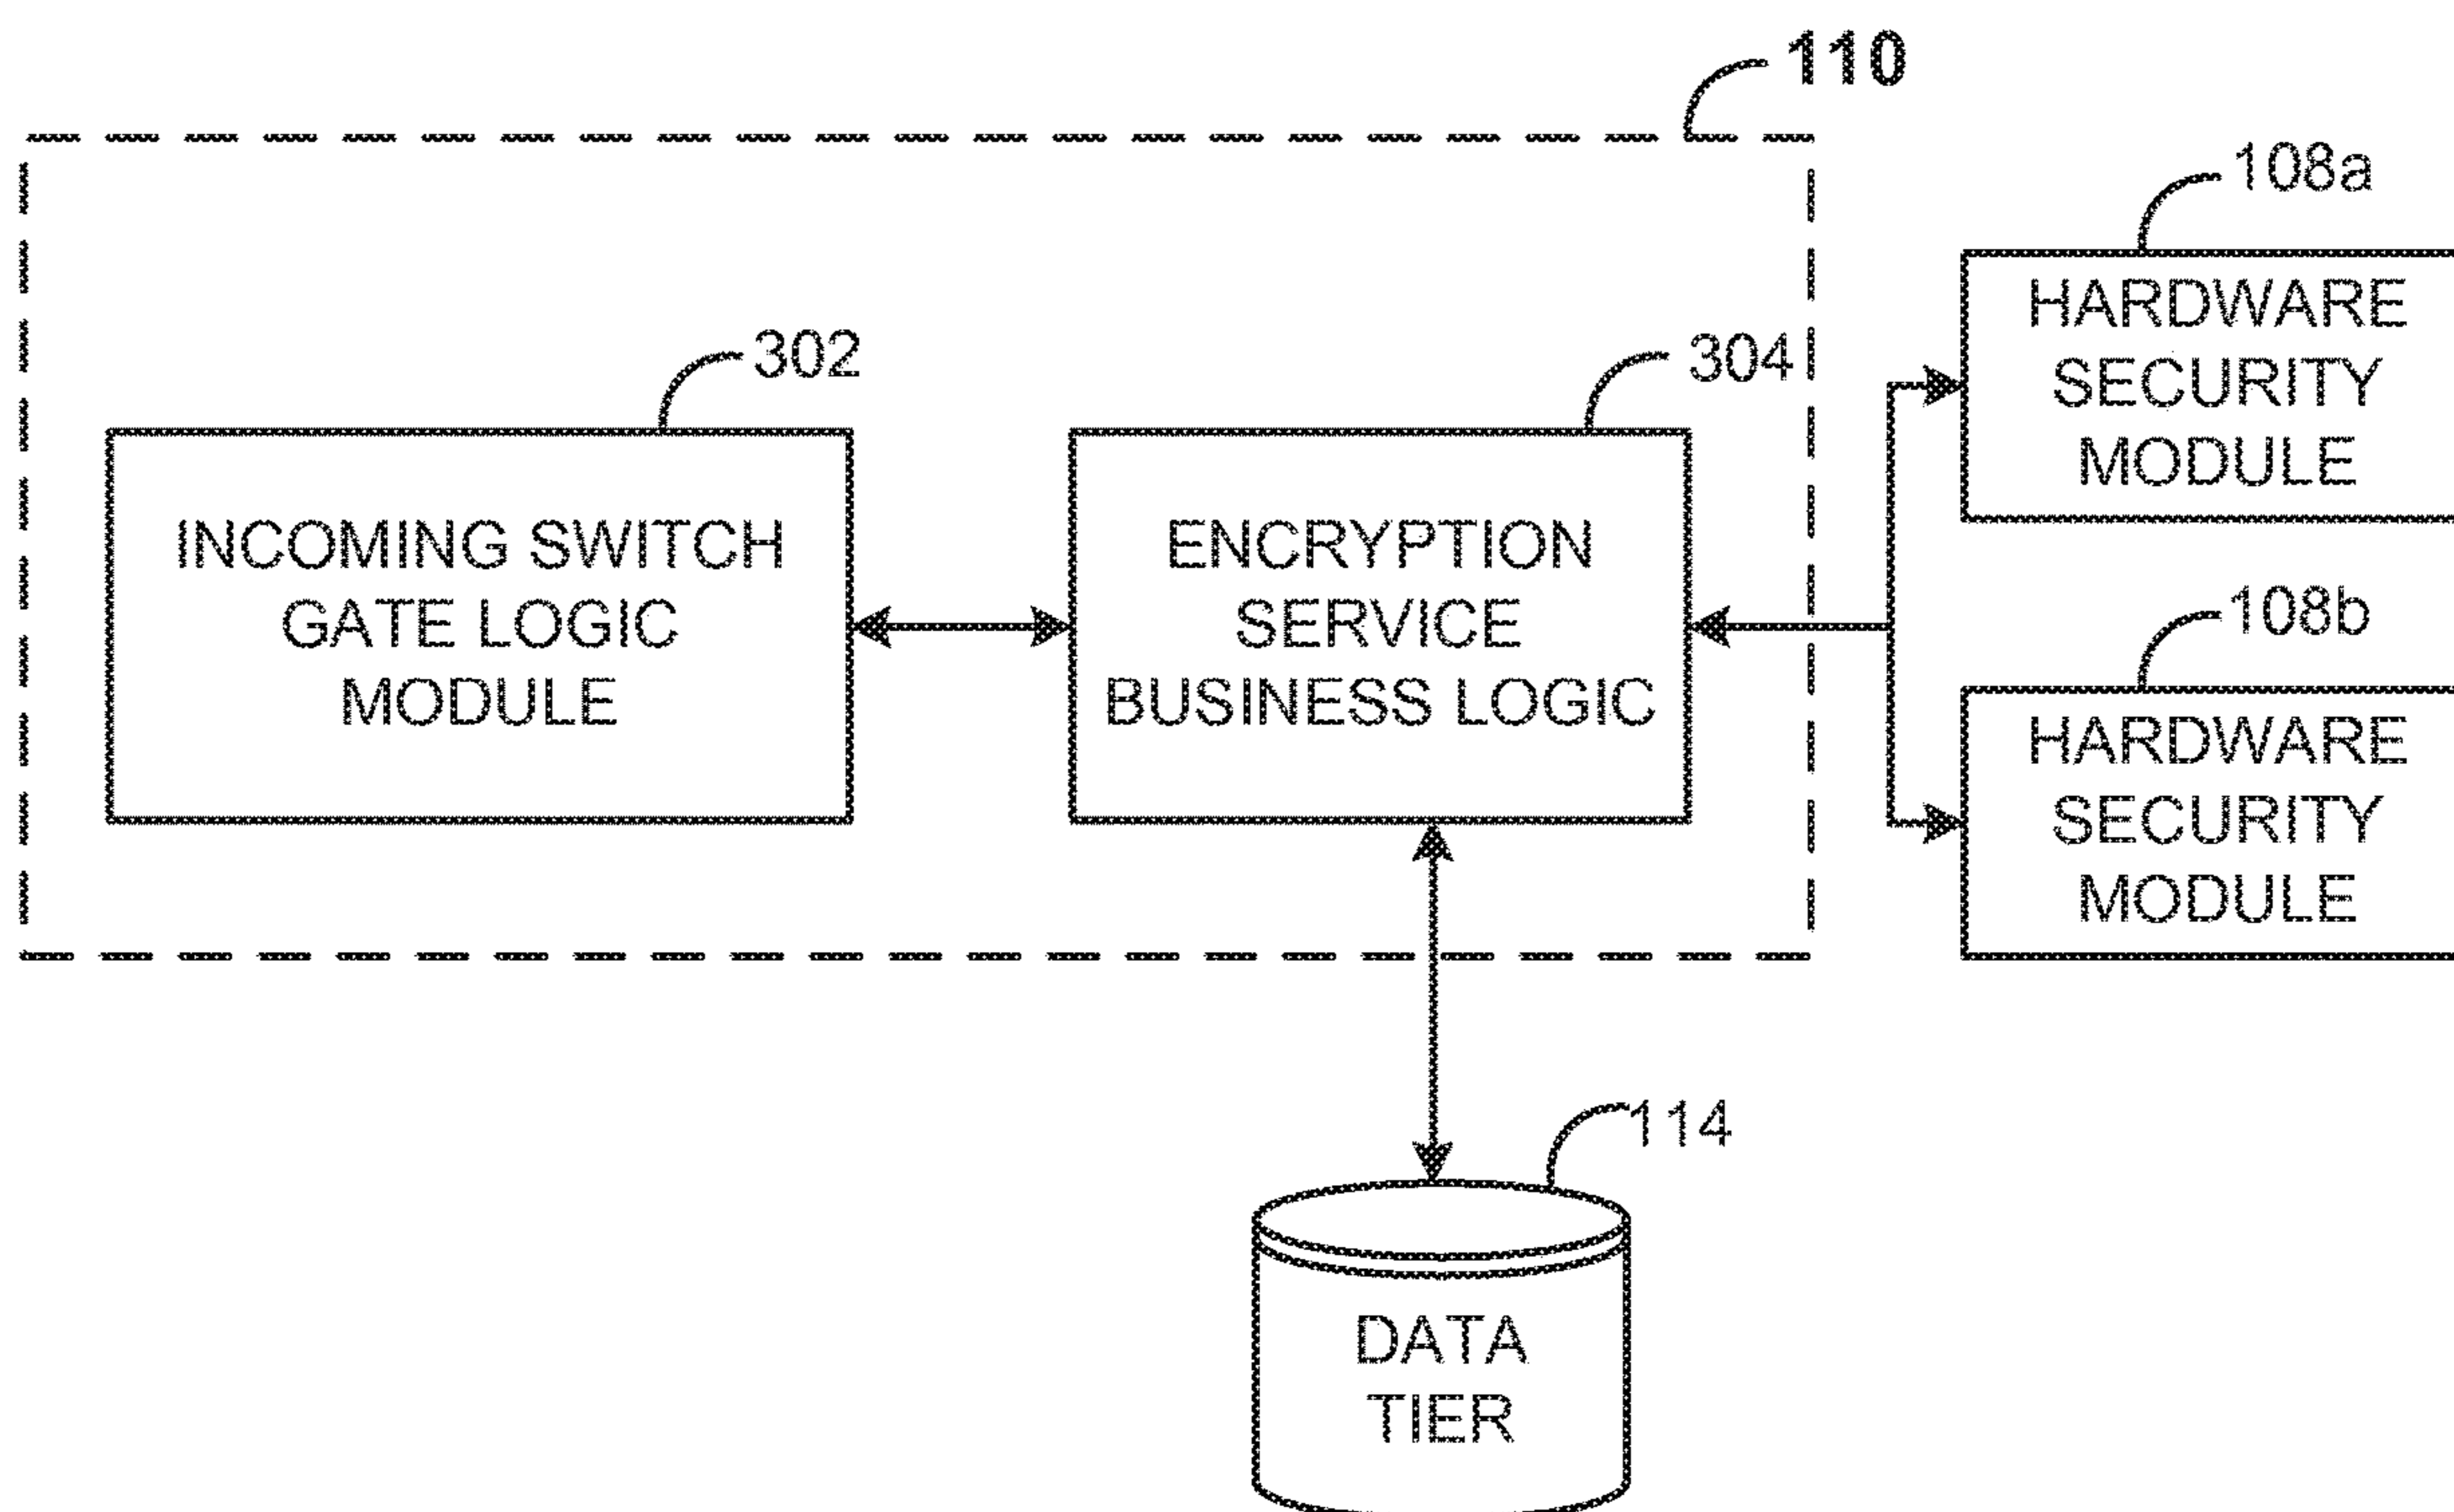 110
108a
HARDWARE
SECURITY
MODULE
302
304
INCOMING SWITCH
GATE LOGIC
MODULE
ENCRYPTION
SERVICE
BUSINESS LOGIC
108b
HARDWARE
SECURITY
MODULE
114
DATA
TIER